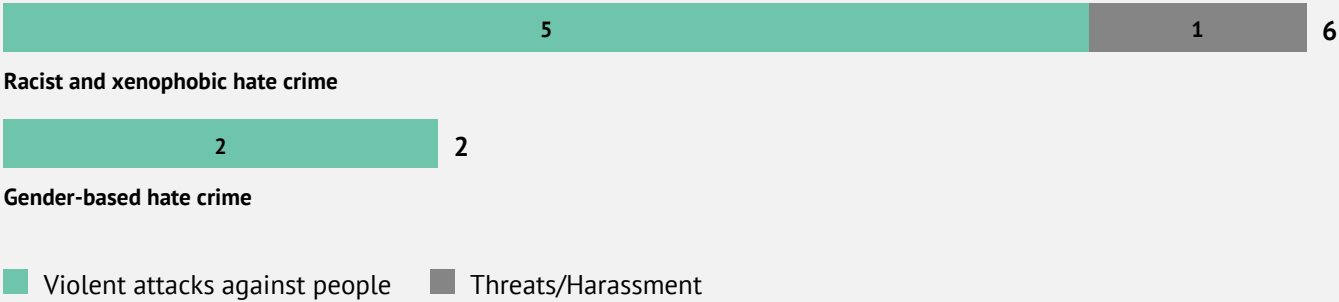 5 1 6
Racist and xenophobic hate crime
2 2
Gender-based hate crime
Violent attacks against people Threats/Harassment